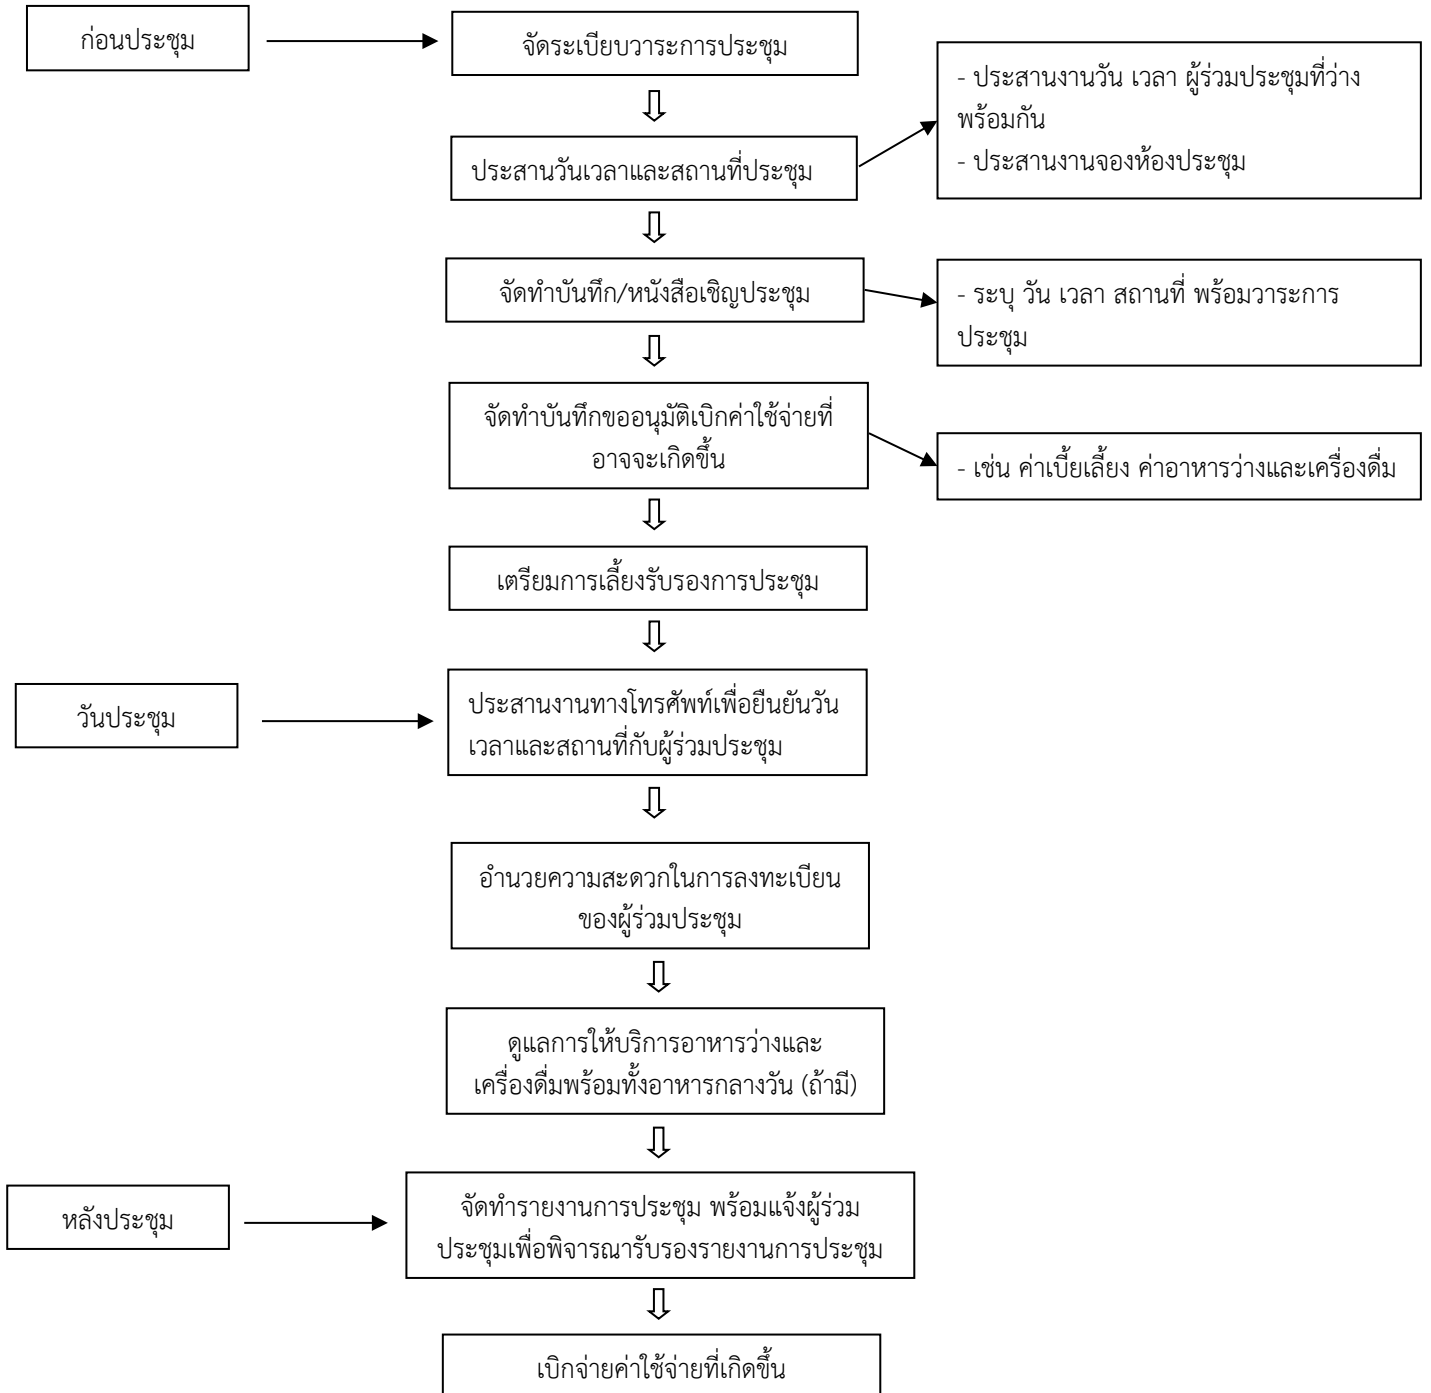 ก่อนประชุม
จัดระเบียบวาระการประชุม
- ประสานงานวัน เวลา ผู้ร่วมประชุมที่ว่าง
พร้อมกัน
- ประสานงานจองห้องประชุม
ประสานวันเวลาและสถานที่ประชุม
จัดทำบันทึก/หนังสือเชิญประชุม
- ระบุ วัน เวลา สถานที่ พร้อมวาระการ
ประชุม
จัดทำบันทึกขออนุมัติเบิกค่าใช้จ่ายที่
อาจจะเกิดขึ้น
- เช่น ค่าเบี้ยเลี้ยง ค่าอาหารว่างและเครื่องดื่ม
เตรียมการเลี้ยงรับรองการประชุม
วันประชุม
ประสานงานทางโทรศัพท์เพื่อยืนยันวัน
เวลาและสถานที่กับผู้ร่วมประชุม
อำนวยความสะดวกในการลงทะเบียน
ของผู้ร่วมประชุม
ดูแลการให้บริการอาหารว่างและ
เครื่องดื่มพร้อมทั้งอาหารกลางวัน (ถ้ามี)
หลังประชุม
จัดทำรายงานการประชุม พร้อมแจ้งผู้ร่วม
ประชุมเพื่อพิจารณารับรองรายงานการประชุม
เบิกจ่ายค่าใช้จ่ายที่เกิดขึ้น